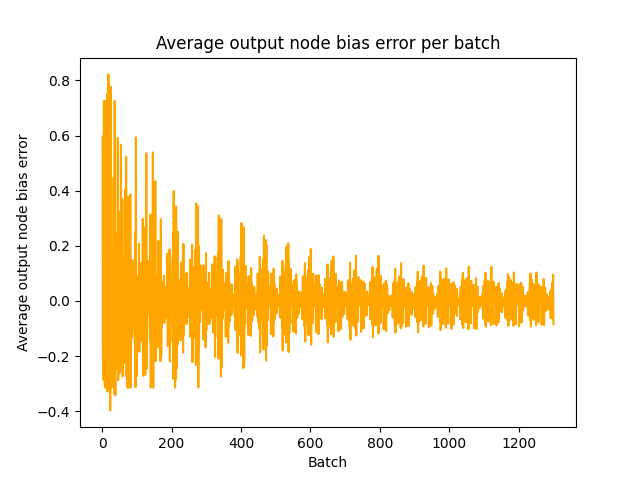 Average output node bias error per batch
Average output node bias error
0.8
0.6
0.4
0.2
0.0
−0.2
−0.4
0 200 400 600 800 1000 1200
Batch